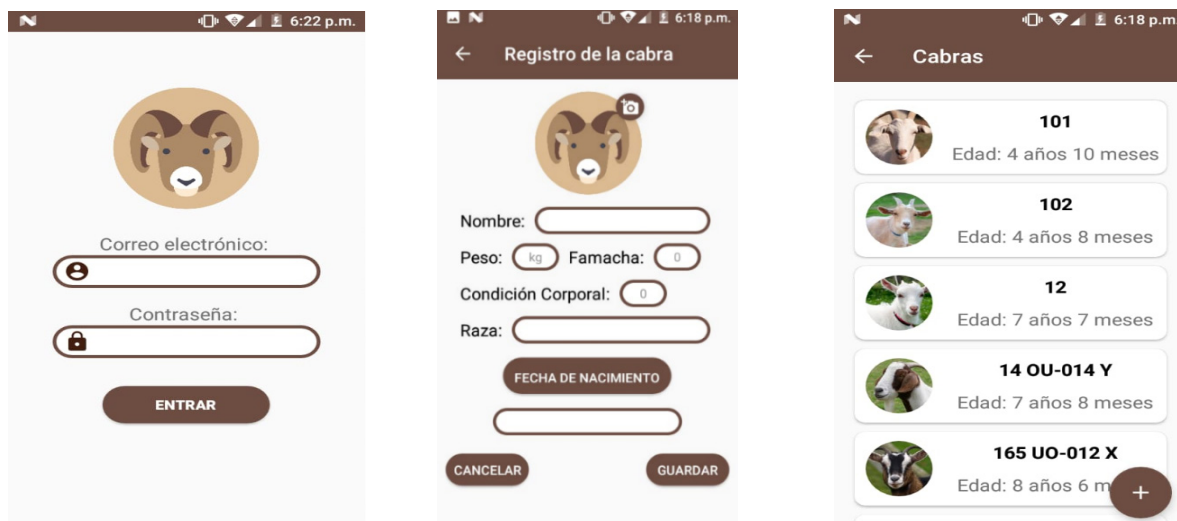 6:22 p.m.
Correo electrónico:
Contraseña:
ENTRAR
6:18 p.m.
Registro de la cabra
Nombre:
Peso: kg Famacha: 0
Condición Corporal: 0
Raza:
FECHA DE NACIMIENTO
CANCELAR GUARDAR
6:18 p.m
Cabras
101
Edad: 4 años 10 meses
102
Edad: 4 años 8 meses
12
Edad: 7 años 7 meses
14 OU-014 Y
Edad: 7 años 8 meses
165 UO-012 X
Edad: 8 años 6 m
+